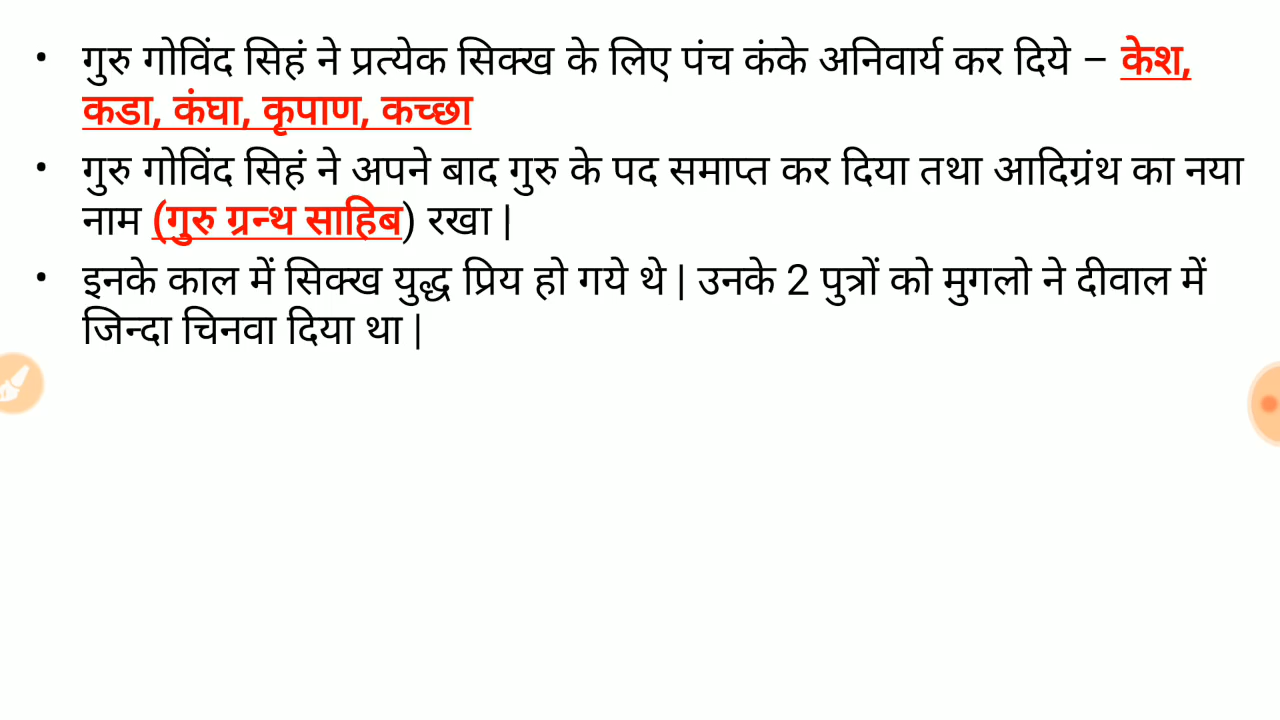 • गुरु गोविंद सिहं ने प्रत्येक सिक्ख के लिए पंच कंके अनिवार्य कर दिये – केश,
कडा, कंघा, कृपाण, कच्छा
• गुरु गोविंद सिहं ने अपने बाद गुरु के पद समाप्त कर दिया तथा आदिग्रंथ का नया
नाम (गुरु ग्रन्थ साहिब) रखा |
• इनके काल में सिक्ख युद्ध प्रिय हो गये थे | उनके 2 पुत्रों को मुगलो ने दीवाल में
जिन्दा चिनवा दिया था |